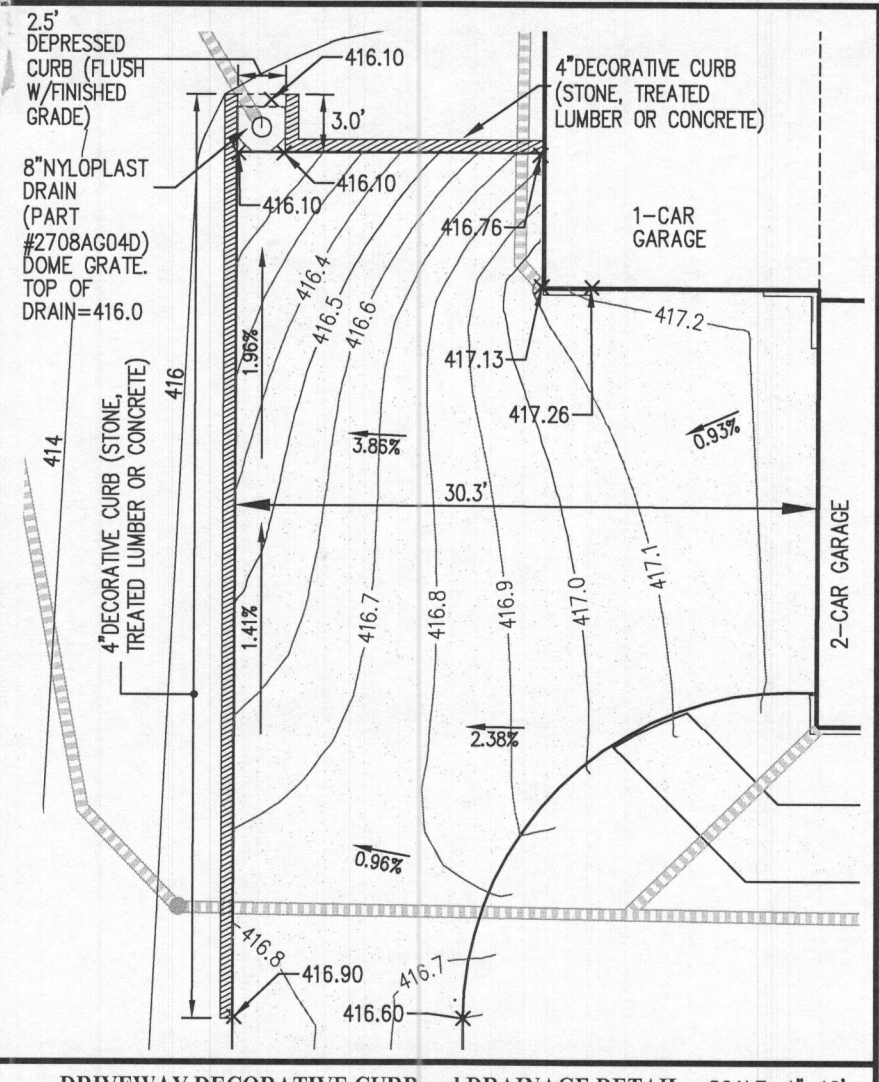 2.5'
DEPRESSED
CURB (FLUSH
W/FINISHED
GRADE)
8"NYLOPLAST
DRAIN
(PART
#2708AG04D)
DOME GRATE.
TOP OF
DRAIN=416.0
416.10
3.0'
4"DECORATIVE CURB
(STONE, TREATED
LUMBER OR CONCRETE)
416.10
416.10
416.76
1-CAR
GARAGE
416.4
416.5
416.6
417.2
1.96%
417.13
417.26
416
414
3.86%
0.93%
4"DECORATIVE CURB (STONE,
TREATED LUMBER OR CONCRETE)
30.3'
2-CAR GARAGE
1.41%
416.7
416.8
416.9
417.0
417.1
2.38%
0.96%
416.8
416.90
416.7
416.60
DRIVEWAY DECORATIVE CURB and DRAINAGE DETAIL